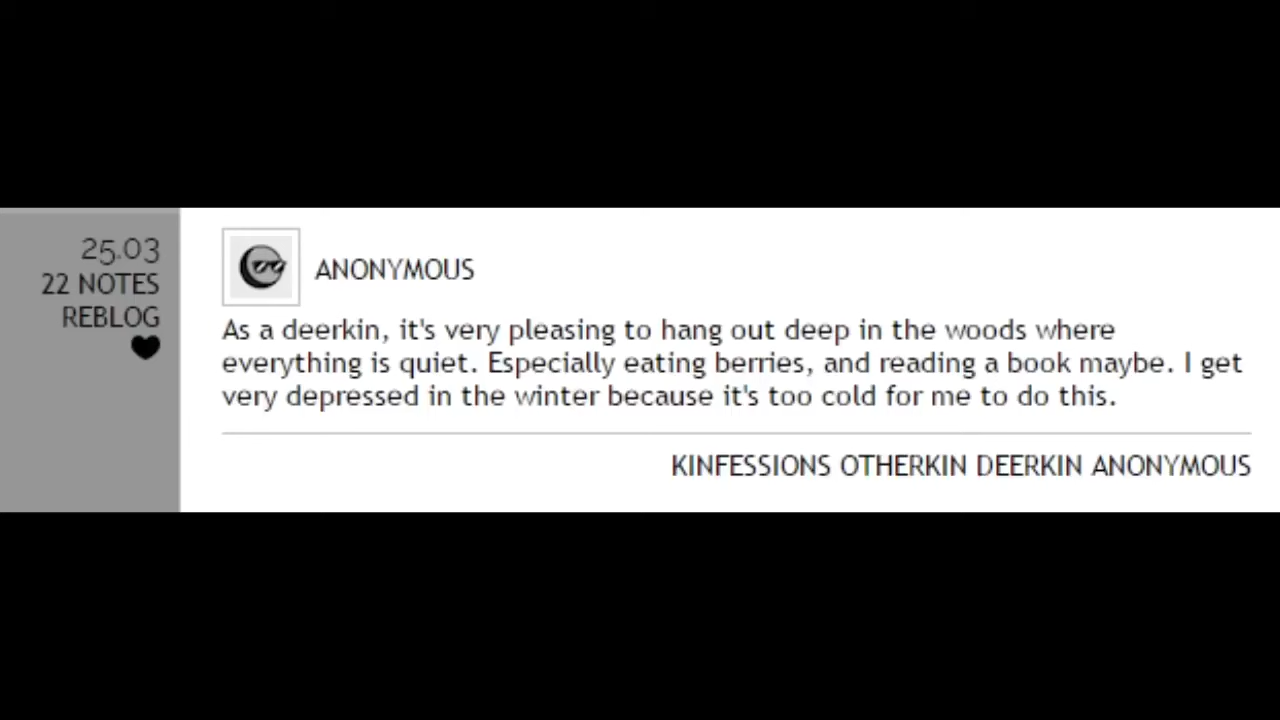 25.03
22 NOTES
REBLOG
ANONYMOUS
As a deerkin, it's very pleasing to hang out deep in the woods where
everything is quiet. Especially eating berries, and reading a book maybe. I get
very depressed in the winter because it's too cold for me to do this.
KINFESSIONS OTHERKIN DEERKIN ANONYMOUS